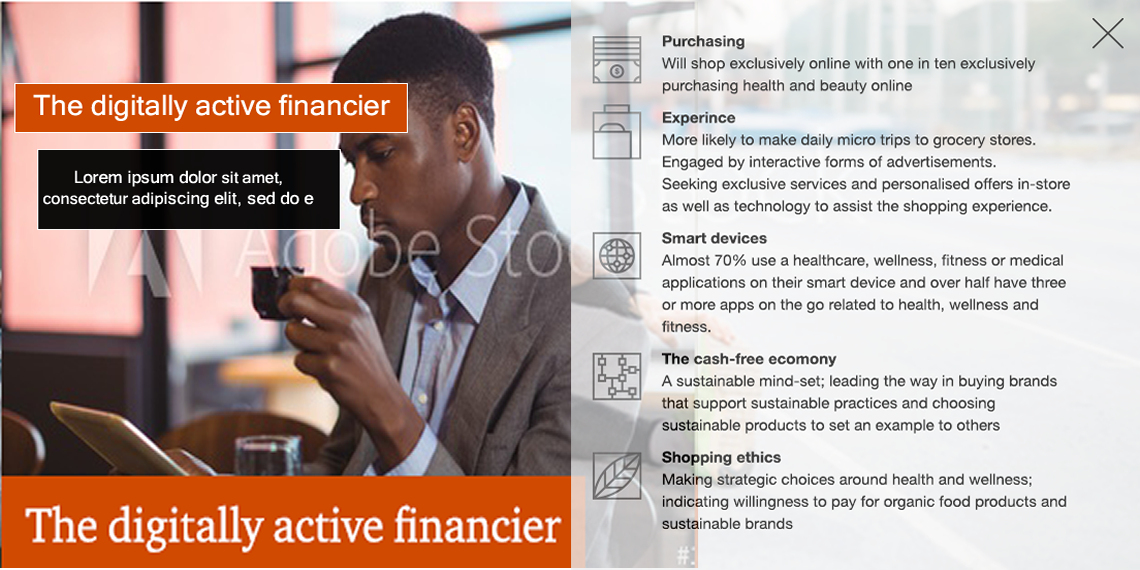 The digitally active financier
Lorem ipsum dolor sit amet,
consectetur adipiscing elit, sed do e
Adobe Stoc
The digitally active financier
Purchasing
Will shop exclusively online with one in ten exclusively
purchasing health and beauty online
Experince
More likely to make daily micro trips to grocery stores.
Engaged by interactive forms of advertisements.
Seeking exclusive services and personalised offers in-store
as well as technology to assist the shopping experience.
Smart devices
Almost 70% use a healthcare, wellness, fitness or medical
applications on their smart device and over half have three
or more apps on the go related to health, wellness and
fitness.
The cash-free ecomony
A sustainable mind-set; leading the way in buying brands
that support sustainable practices and choosing
sustainable products to set an example to others
Shopping ethics
Making strategic choices around health and wellness;
indicating willingness to pay for organic food products and
sustainable brands